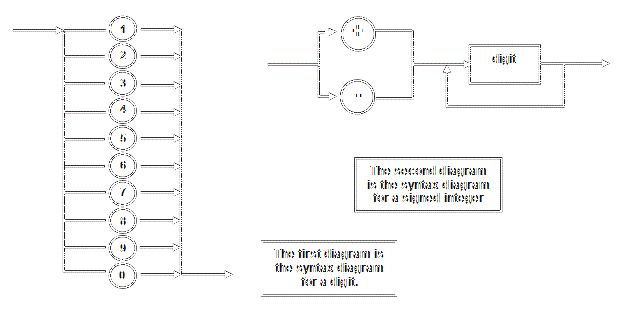 1
2
3
4
5
6
7
8
9
0
+
-
digit
The second diagram
is the syntax diagram
for a signed integer
The first diagram is
the syntax diagram
for a digit.